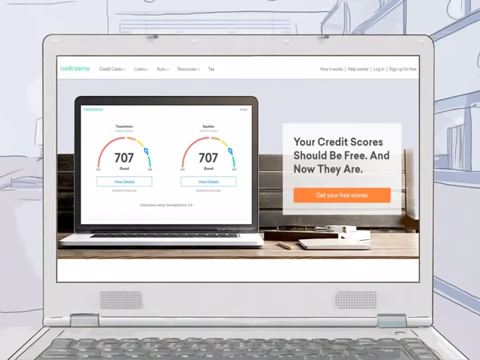 credit karma
Credit Cards
Loans
Auto
Resources
Tax
How it works | Help center | Log in | Sign up for free
TransUnion
Equifax
707
707
Good
Good
View Details
View Details
Your Credit Scores
Should Be Free. And
Now They Are.
Get your free scores